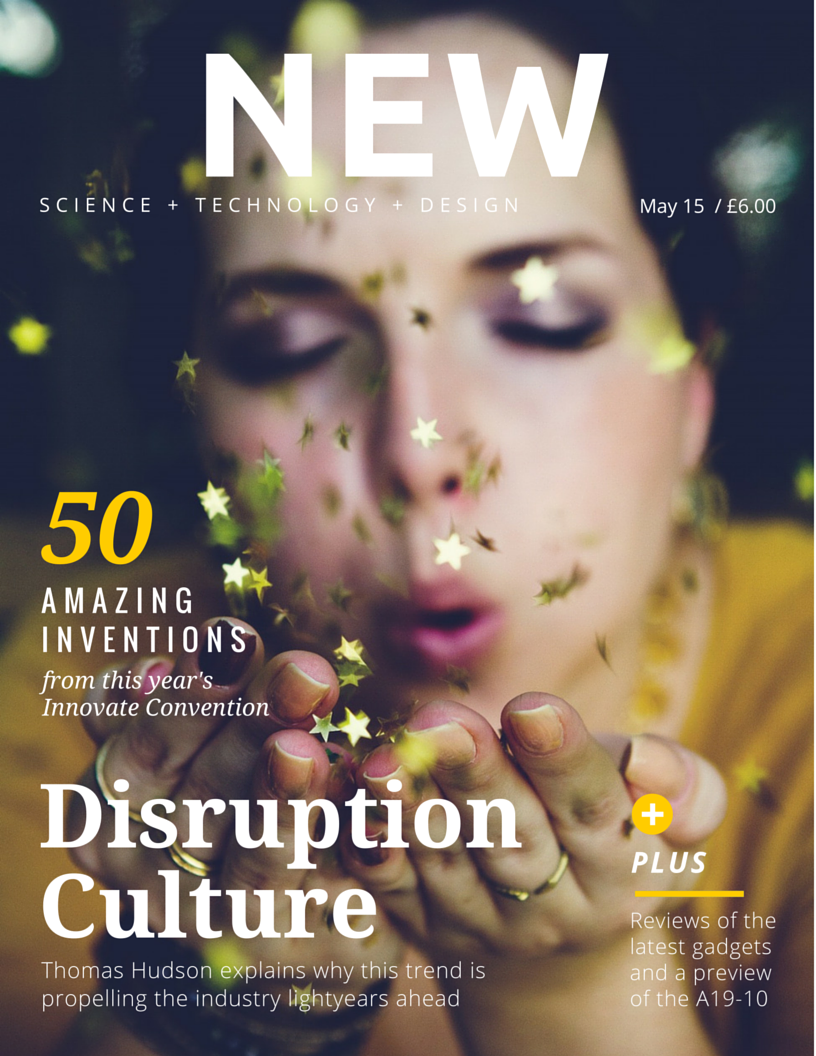 NEW
SCIENCE + TECHNOLOGY + DESIGN
May 15 / £6.00
50
AMAZING
INVENTIONS
from this year's
Innovate Convention
Disruption
Culture
Thomas Hudson explains why this trend is
propelling the industry lightyears ahead
+
PLUS
Reviews of the
latest gadgets
and a preview
of the A19-10